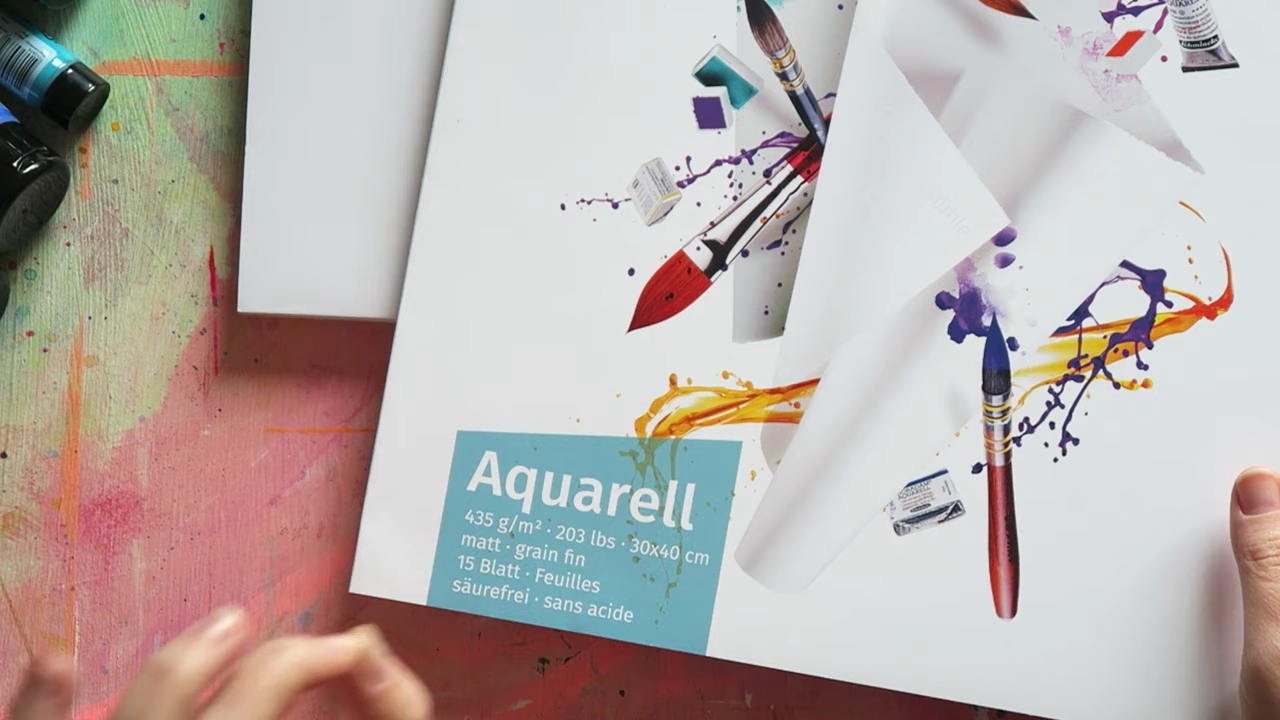 Aquarell
435 g/m² · 203 lbs · 30x40 cm
matt · grain fin
15 Blatt · Feuilles
säurefrei · sans acide